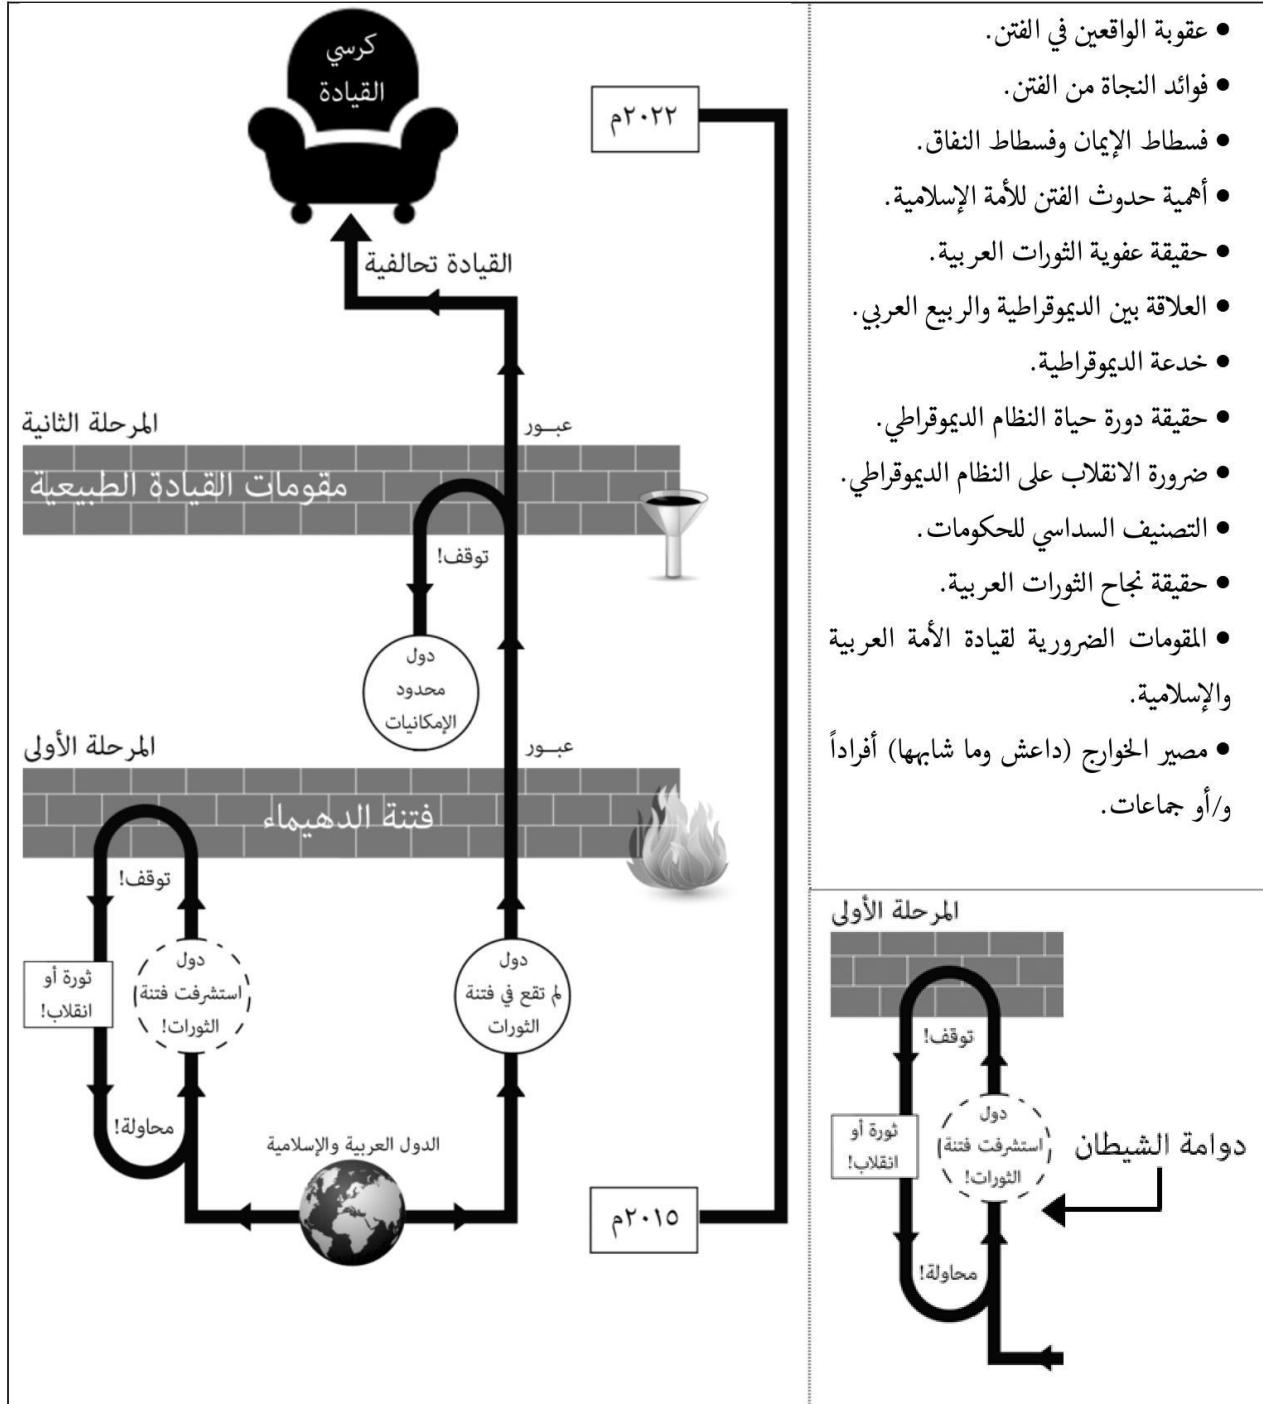 • عقوبة الواقعين في الفتن.
• فوائد النجاة من الفتن.
• فسطاط الإيمان وفسطاط النفاق.
• أهمية حدوث الفتن للأمة الإسلامية.
• حقيقة عفوية الثورات العربية.
• العلاقة بين الديموقراطية والربيع العربي.
• خدعة الديموقراطية.
• حقيقة دورة حياة النظام الديموقراطي.
• ضرورة الانقلاب على النظام الديموقراطي.
• التصنيف السداسي للحكومات.
• حقيقة نجاح الثورات العربية.
• المقومات الضرورية لقيادة الأمة العربية
والإسلامية.
• مصير الخوارج (داعش وما شابهها) أفراداً
و/أو جماعات.
المرحلة الأولى
توقف!
دول
استشرفت فتنة
الثورات!
ثورة أو
انقلاب!
محاولة!
دوامة الشيطان
كرسي
القيادة
٢٠٢٢م
القيادة تحالفية
المرحلة الثانية
عبــور
مقومات القيادة الطبيعية
توقف!
دول
محدود
الإمكانيات
المرحلة الأولى
عبــور
فتنة الدهيماء
توقف!
دول
لم تقع في فتنة
الثورات
دول
استشرفت فتنة
الثورات!
ثورة أو
انقلاب!
محاولة!
الدول العربية والإسلامية
٢٠١٥م